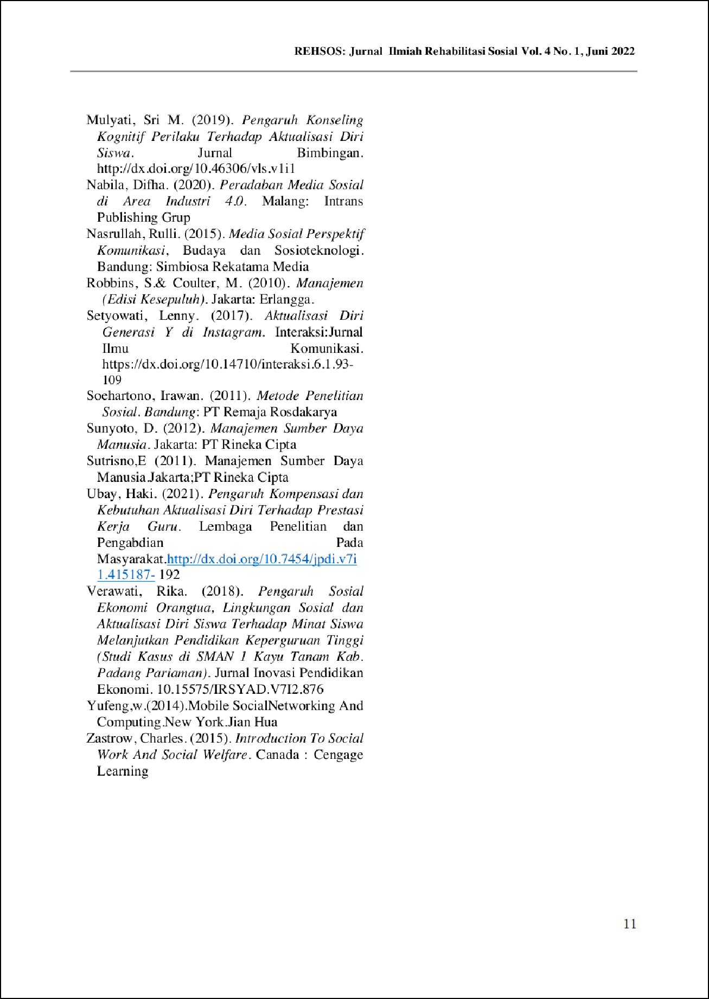 REHSOS: Jurnal Ilmiah Rehabilitasi Sosial Vol. 4 No. 1, Juni 2022
Mulyati, Sri M. (2019). Pengaruh Konseling
Kognitif Perilaku Terhadap Aktualisasi Diri
Siswa. Jurnal Bimbingan.
http://dx.doi.org/10.46306/vls.v1i1
Nabila, Difha. (2020). Peradaban Media Sosial
di Area Industri 4.0. Malang: Intrans
Publishing Grup
Nasrullah, Rulli. (2015). Media Sosial Perspektif
Komunikasi, Budaya dan Sosioteknologi.
Bandung: Simbiosa Rekatama Media
Robbins, S.& Coulter, M. (2010). Manajemen
(Edisi Kesepuluh). Jakarta: Erlangga.
Setyowati, Lenny. (2017). Aktualisasi Diri
Generasi Y di Instagram. Interaksi:Jurnal
Ilmu Komunikasi.
https://dx.doi.org/10.14710/interaksi.6.1.93-
109
Soehartono, Irawan. (2011). Metode Penelitian
Sosial. Bandung: PT Remaja Rosdakarya
Sunyoto, D. (2012). Manajemen Sumber Daya
Manusia. Jakarta: PT Rineka Cipta
Sutrisno,E (2011). Manajemen Sumber Daya
Manusia.Jakarta;PT Rineka Cipta
Ubay, Haki. (2021). Pengaruh Kompensasi dan
Kebutuhan Aktualisasi Diri Terhadap Prestasi
Kerja Guru. Lembaga Penelitian dan
Pengabdian Pada
Masyarakat.http://dx.doi.org/10.7454/jpdi.v7i
1.415187- 192
Verawati, Rika. (2018). Pengaruh Sosial
Ekonomi Orangtua, Lingkungan Sosial dan
Aktualisasi Diri Siswa Terhadap Minat Siswa
Melanjutkan Pendidikan Keperguruan Tinggi
(Studi Kasus di SMAN 1 Kayu Tanam Kab.
Padang Pariaman). Jurnal Inovasi Pendidikan
Ekonomi. 10.15575/IRSYAD.V7I2.876
Yufeng,w.(2014).Mobile SocialNetworking And
Computing.New York.Jian Hua
Zastrow, Charles. (2015). Introduction To Social
Work And Social Welfare. Canada : Cengage
Learning
11